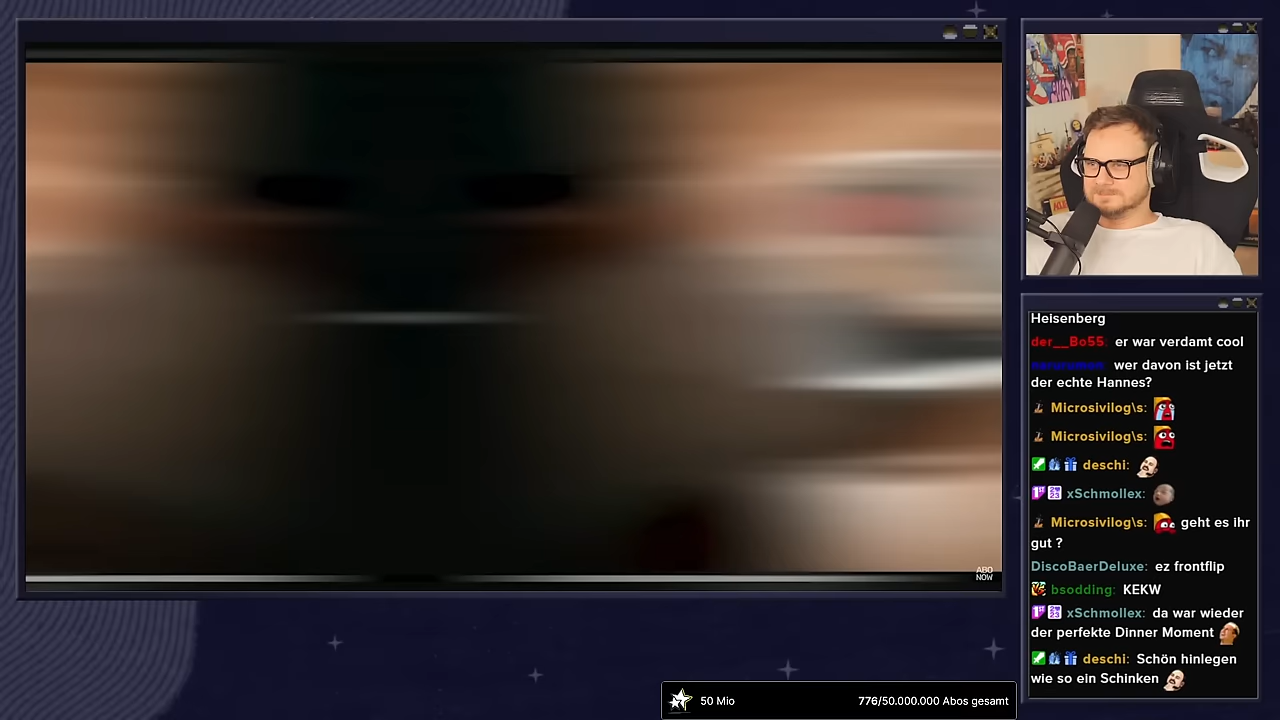 ABO
NOW
Heisenberg
der__Bo55: er war verdamt cool
wer davon ist jetzt
der echte Hannes?
Microsivilog\s:
Microsivilog\s:
deschi:
xSchmollex:
Microsivilog\s: geht es ihr
gut ?
DiscoBaerDeluxe: ez frontflip
bsodding: KEKW
xSchmollex: da war wieder
der perfekte Dinner Moment
deschi: Schön hinlegen
wie so ein Schinken
50 Mio 776/50.000.000 Abos gesamt